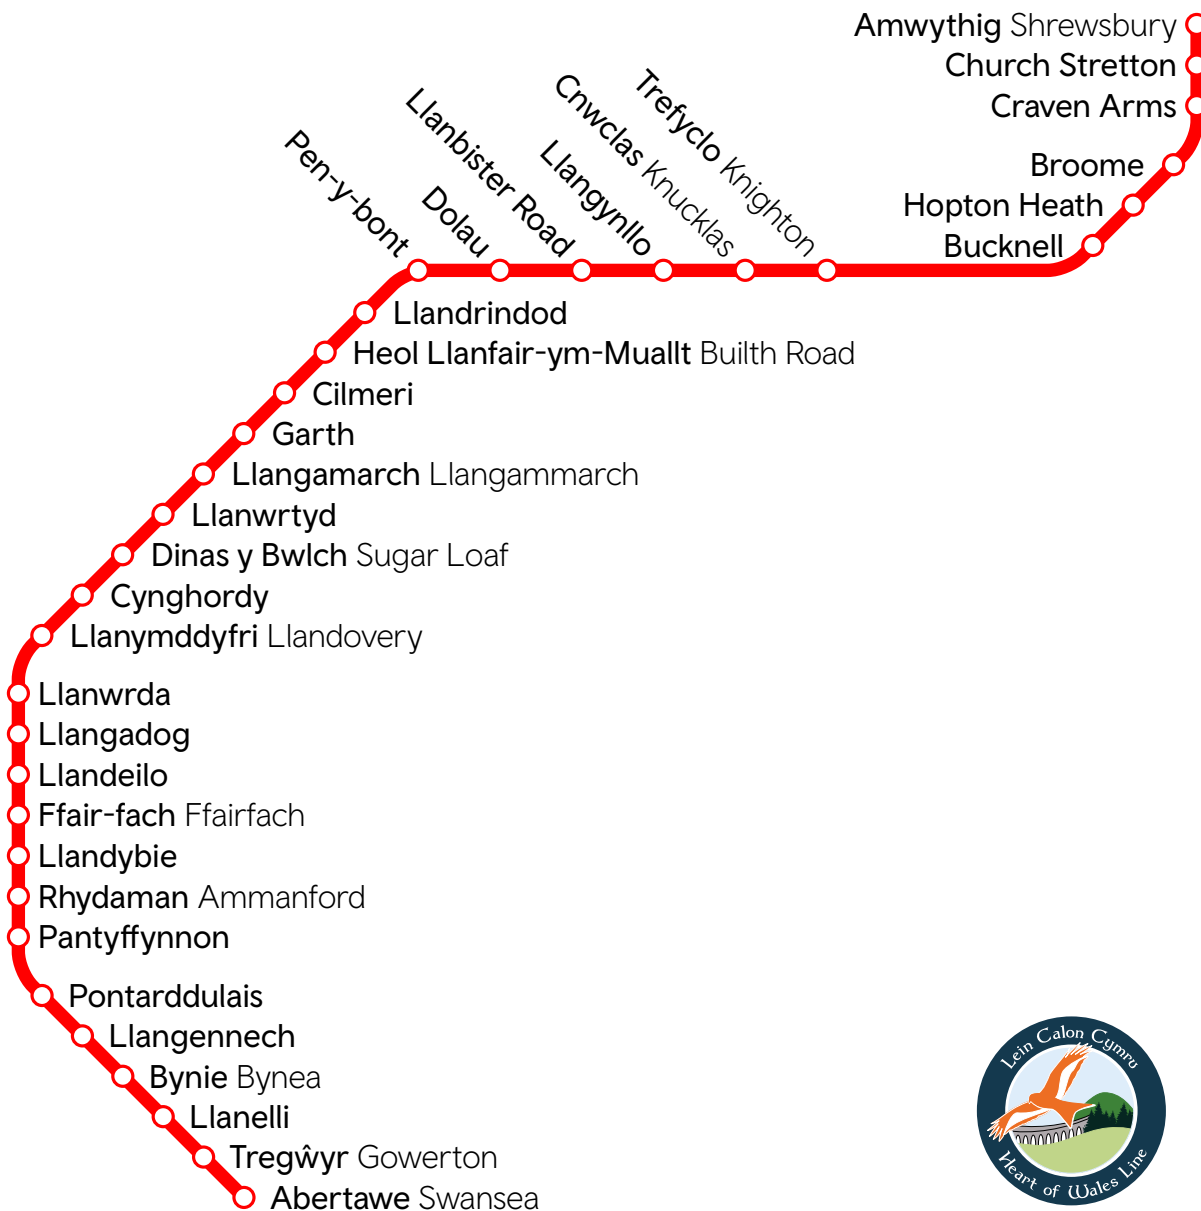 Amwythig Shrewsbury
Church Stretton
Craven Arms
Broome
Hopton Heath
Bucknell
Trefyclo Knighton
Cnwclas Knucklas
Llangynllo
Llanbister Road
Dolau
Pen-y-bont
Llandrindod
Heol Llanfair-ym-Muallt Builth Road
Cilmeri
Garth
Llangamarch Llangammarch
Llanwrtyd
Dinas y Bwlch Sugar Loaf
Cynghordy
Llanymddyfri Llandovery
Llanwrda
Llangadog
Llandeilo
Ffair-fach Ffairfach
Llandybie
Rhydaman Ammanford
Pantyffynnon
Pontarddulais
Llangennech
Bynie Bynea
Llanelli
Tregŵyr Gowerton
Abertawe Swansea
Lein Calon Cymru
Heart of Wales Line